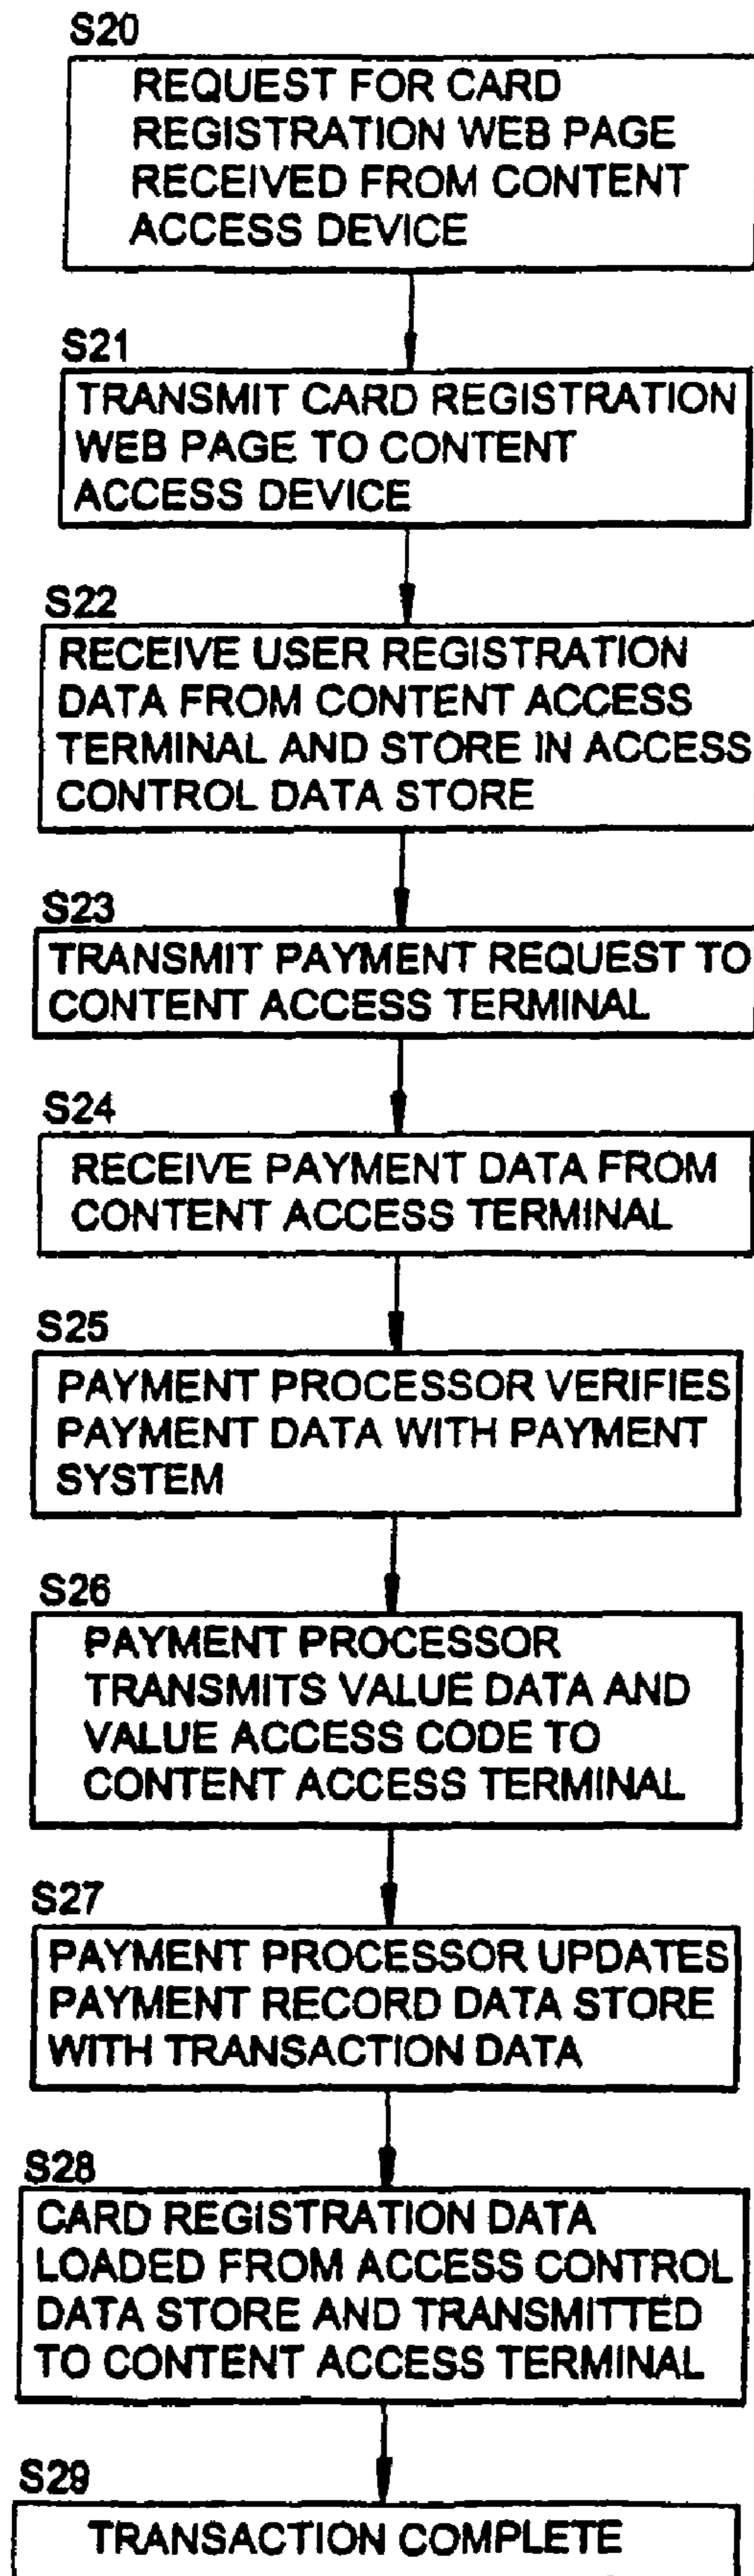 S20
REQUEST FOR CARD
REGISTRATION WEB PAGE
RECEIVED FROM CONTENT
ACCESS DEVICE
S21
TRANSMIT CARD REGISTRATION
WEB PAGE TO CONTENT
ACCESS DEVICE
S22
RECEIVE USER REGISTRATION
DATA FROM CONTENT ACCESS
TERMINAL AND STORE IN ACCESS
CONTROL DATA STORE
S23
TRANSMIT PAYMENT REQUEST TO
CONTENT ACCESS TERMINAL
S24
RECEIVE PAYMENT DATA FROM
CONTENT ACCESS TERMINAL
S25
PAYMENT PROCESSOR VERIFIES
PAYMENT DATA WITH PAYMENT
SYSTEM
S26
PAYMENT PROCESSOR
TRANSMITS VALUE DATA AND
VALUE ACCESS CODE TO
CONTENT ACCESS TERMINAL
S27
PAYMENT PROCESSOR UPDATES
PAYMENT RECORD DATA STORE
WITH TRANSACTION DATA
S28
CARD REGISTRATION DATA
LOADED FROM ACCESS CONTROL
DATA STORE AND TRANSMITTED
TO CONTENT ACCESS TERMINAL
S29
TRANSACTION COMPLETE